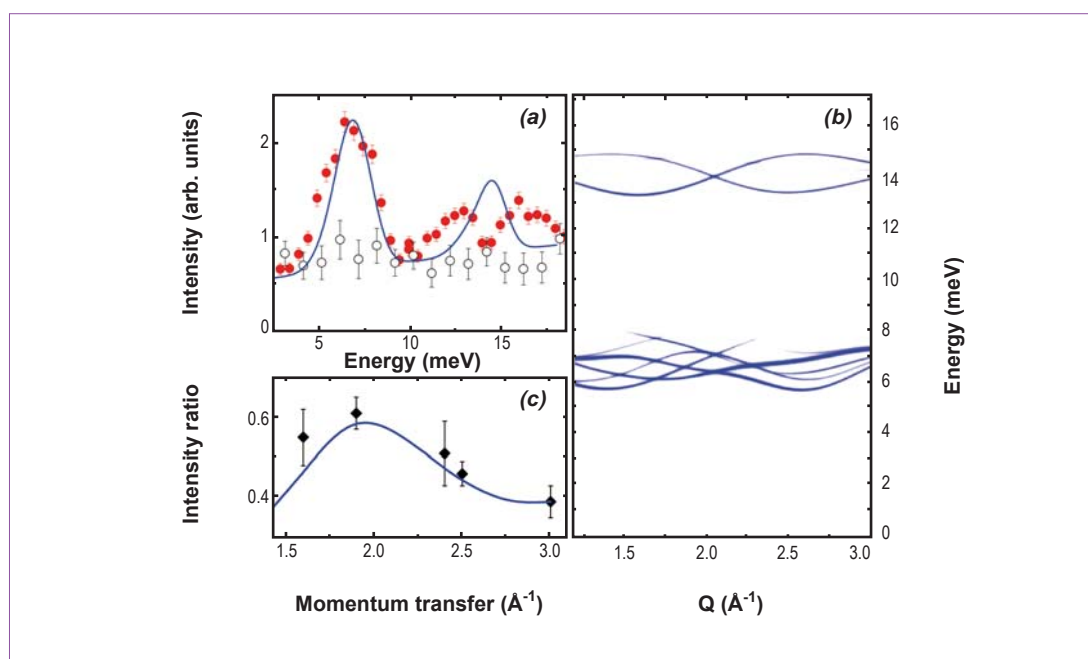 (a)
Intensity (arb. units)
2
1
0
5
10
15
Energy (meV)
(b)
16
14
12
10
8
6
4
2
0
Energy (meV)
1.5
2.0
2.5
3.0
Q (Å-1)
(c)
Intensity ratio
0.6
0.4
1.5
2.0
2.5
3.0
Momentum transfer (Å-1)